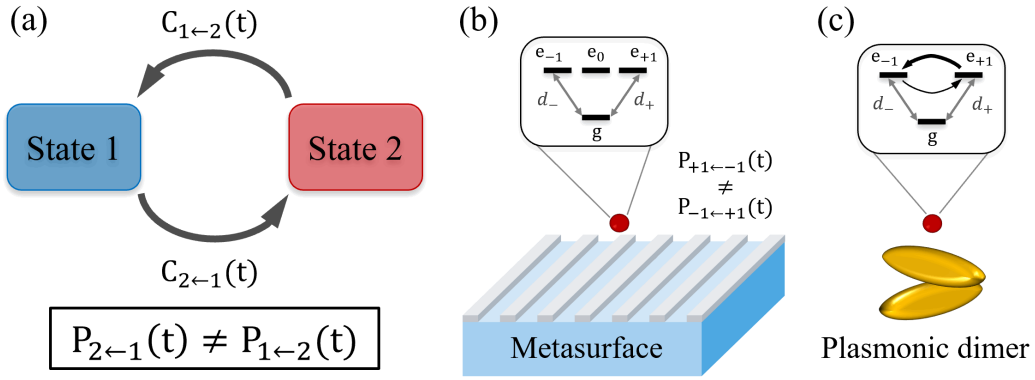 (a)
C₁←₂(t)
State 1
State 2
C₂←₁(t)
P₂←₁(t) ≠ P₁←₂(t)
(b)
e₋₁ e₀ e₊₁
d₋ d₊
g
P₊₁←₋₁(t)
≠
P₋₁←₊₁(t)
Metasurface
(c)
e₋₁ e₊₁
d₋ d₊
g
Plasmonic dimer